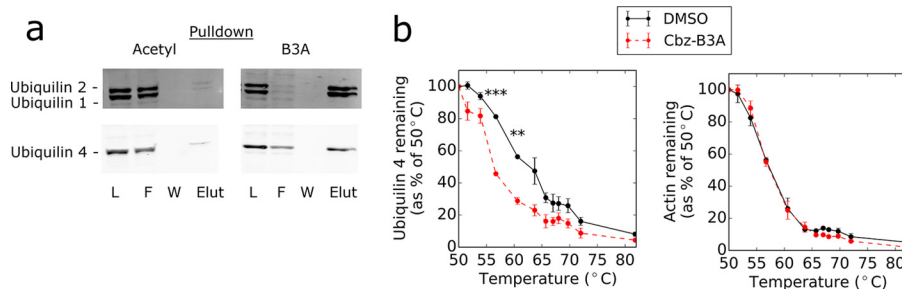 a
Pulldown
Acetyl
B3A
Ubiquilin 2 -
Ubiquilin 1 -
Ubiquilin 4 -
L F W Elut L F W Elut
b
DMSO
Cbz-B3A
Ubiquilin 4 remaining
(as % of 50°C)
100
80
60
40
20
0
***
**
50 55 60 65 70 75 80
Temperature (°C)
Actin remaining
(as % of 50°C)
100
80
60
40
20
0
50 55 60 65 70 75 80
Temperature (°C)